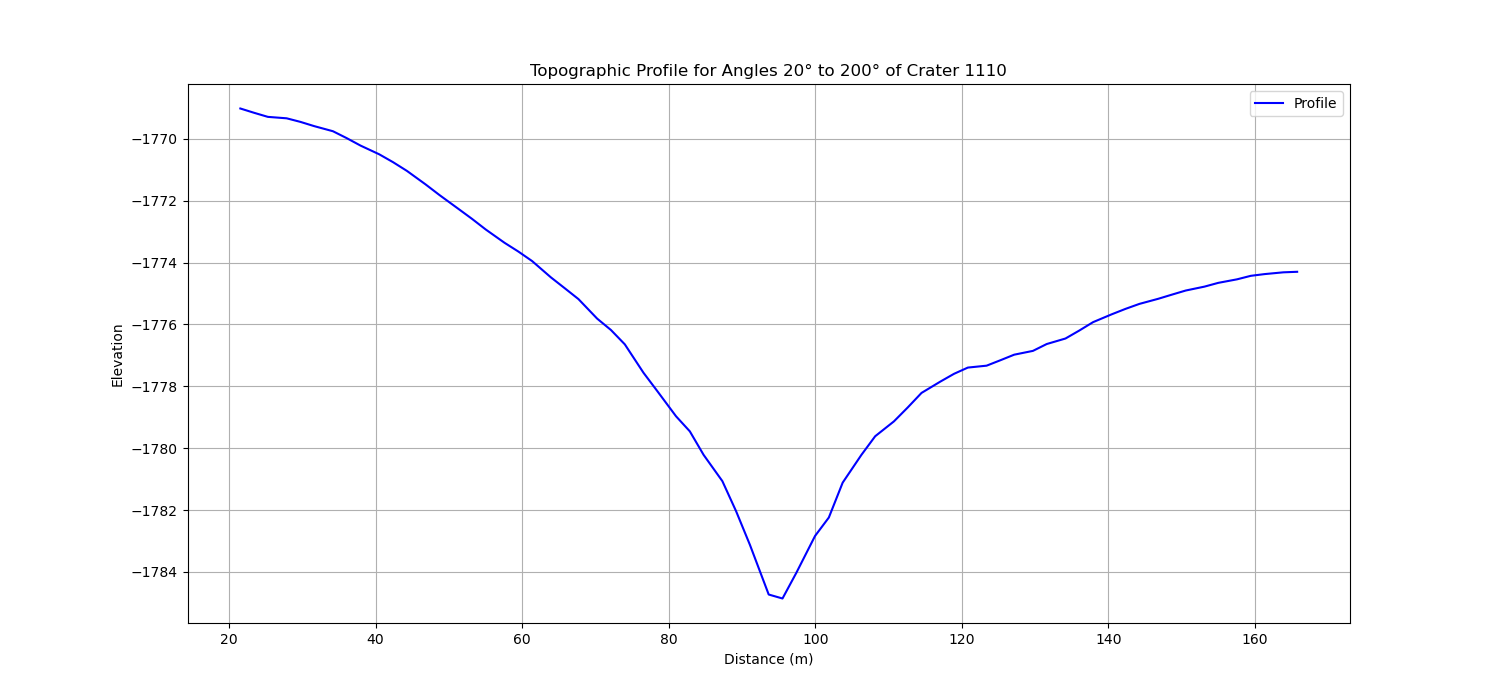 Topographic Profile for Angles 20° to 200° of Crater 1110
Profile
−1770
−1772
−1774
−1776
−1778
−1780
−1782
−1784
Elevation
20 40 60 80 100 120 140 160
Distance (m)